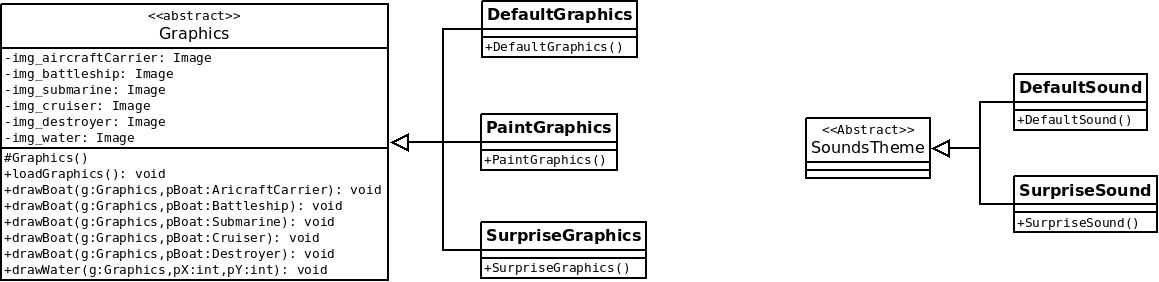 <<abstract>>
Graphics
-img_aircraftCarrier: Image
-img_battleship: Image
-img_submarine: Image
-img_cruiser: Image
-img_destroyer: Image
-img_water: Image
#Graphics()
+loadGraphics(): void
+drawBoat(g:Graphics,pBoat:AricraftCarrier): void
+drawBoat(g:Graphics,pBoat:Battleship): void
+drawBoat(g:Graphics,pBoat:Submarine): void
+drawBoat(g:Graphics,pBoat:Cruiser): void
+drawBoat(g:Graphics,pBoat:Destroyer): void
+drawWater(g:Graphics,pX:int,pY:int): void
DefaultGraphics
+DefaultGraphics()
PaintGraphics
+PaintGraphics()
SurpriseGraphics
+SurpriseGraphics()
<<Abstract>>
SoundsTheme
DefaultSound
+DefaultSound()
SurpriseSound
+SurpriseSound()